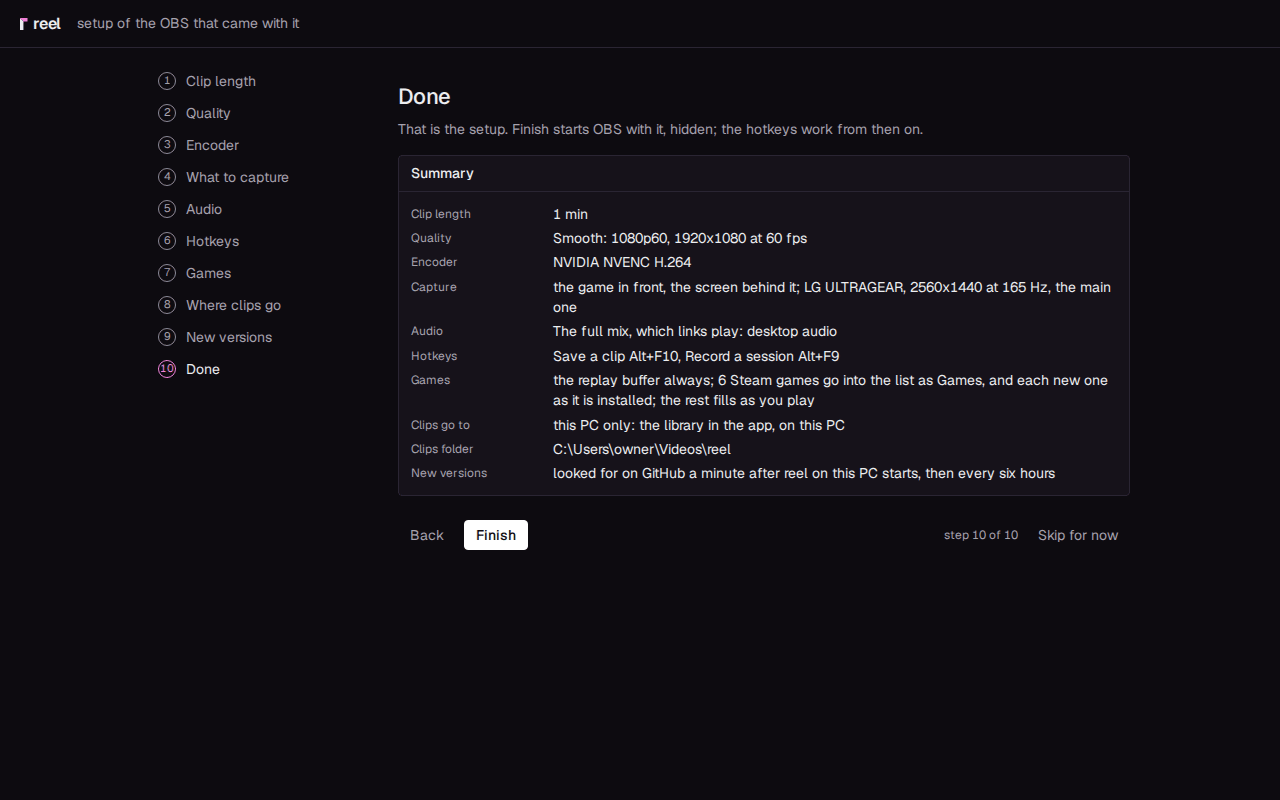 reel
setup of the OBS that came with it
1 Clip length
2 Quality
3 Encoder
4 What to capture
5 Audio
6 Hotkeys
7 Games
8 Where clips go
9 New versions
10 Done
Done
That is the setup. Finish starts OBS with it, hidden; the hotkeys work from then on.
Summary
Clip length 1 min
Quality Smooth: 1080p60, 1920x1080 at 60 fps
Encoder NVIDIA NVENC H.264
Capture the game in front, the screen behind it; LG ULTRAGEAR, 2560x1440 at 165 Hz, the main
one
Audio The full mix, which links play: desktop audio
Hotkeys Save a clip Alt+F10, Record a session Alt+F9
Games the replay buffer always; 6 Steam games go into the list as Games, and each new one
as it is installed; the rest fills as you play
Clips go to this PC only: the library in the app, on this PC
Clips folder C:\Users\owner\Videos\reel
New versions looked for on GitHub a minute after reel on this PC starts, then every six hours
Back Finish step 10 of 10 Skip for now